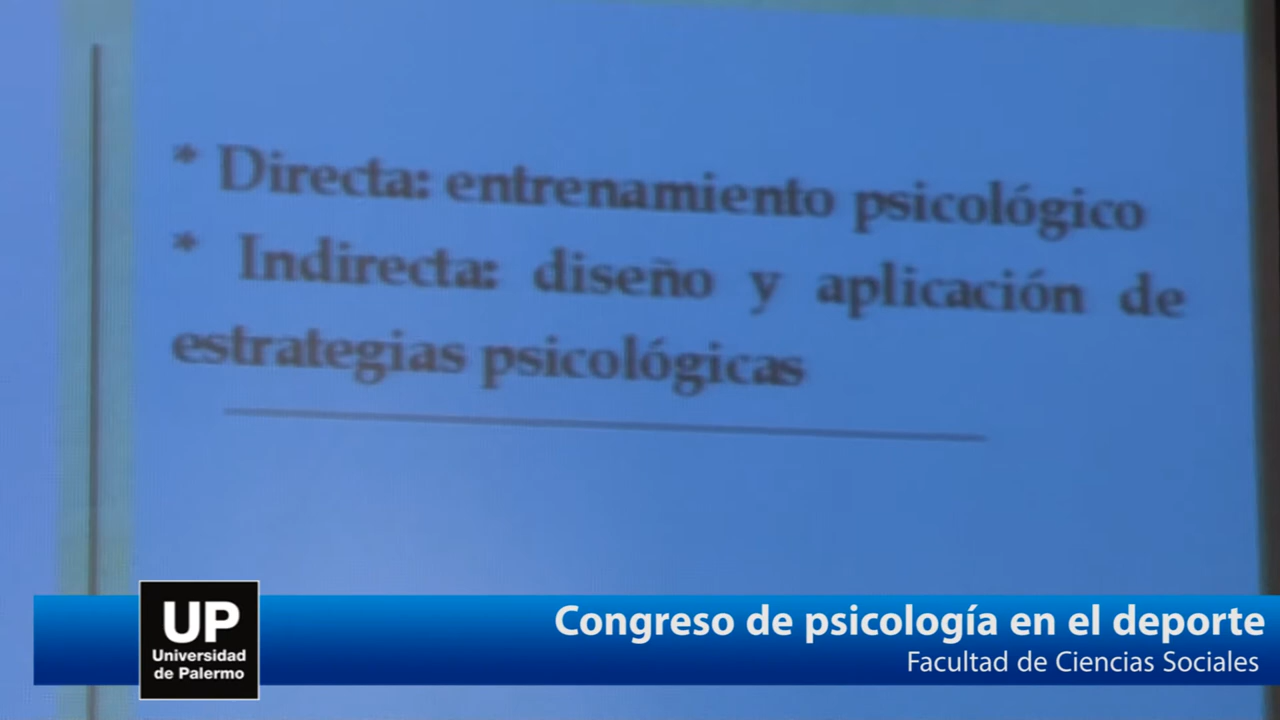 * Directa: entrenamiento psicológico
* Indirecta: diseño y aplicación de
estrategias psicológicas
UP
Universidad
de Palermo
Congreso de psicología en el deporte
Facultad de Ciencias Sociales